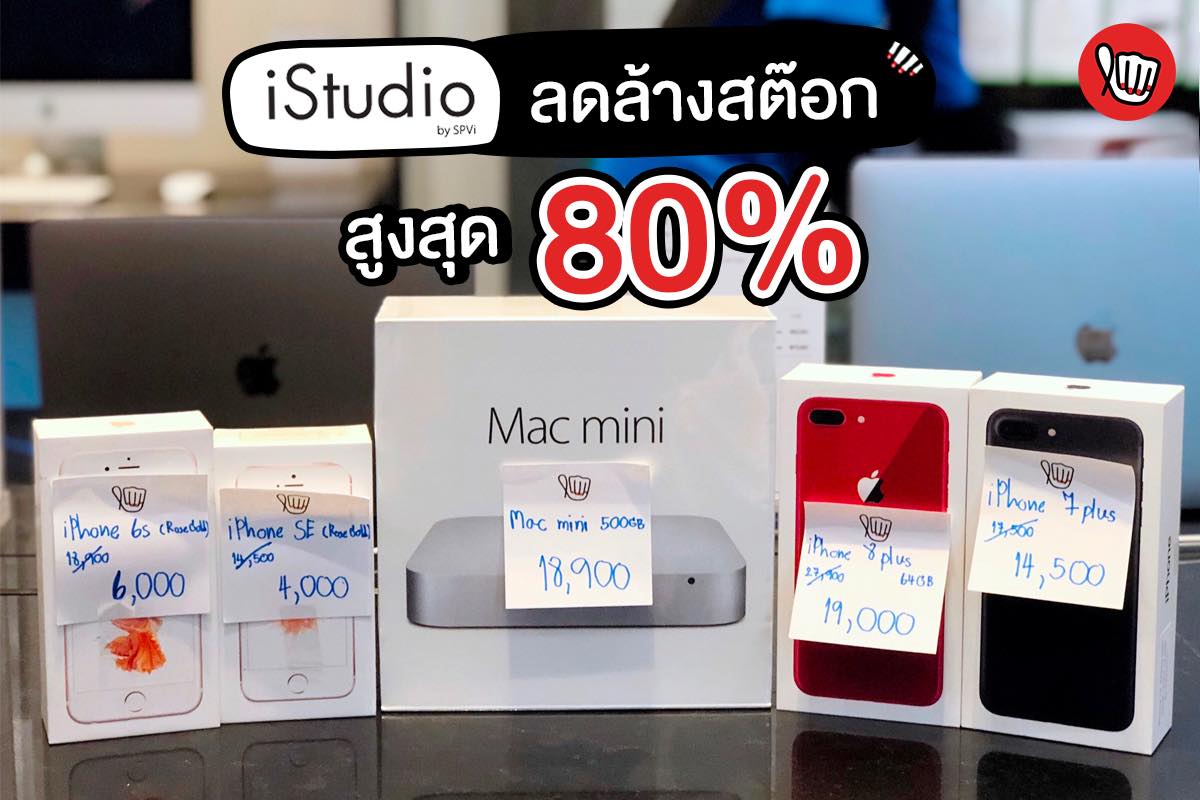 iStudio
by SPVi
ลดล้างสต๊อก
สูงสุด 80%
Mac mini
iPhone 6s (Rose Gold)
18,900
6,000
iPhone SE (Rose Gold)
14,500
4,000
Mac mini 500GB
18,900
iPhone 8 plus
64GB
27,900
19,000
iPhone 7 plus
17,500
14,500
iPhone